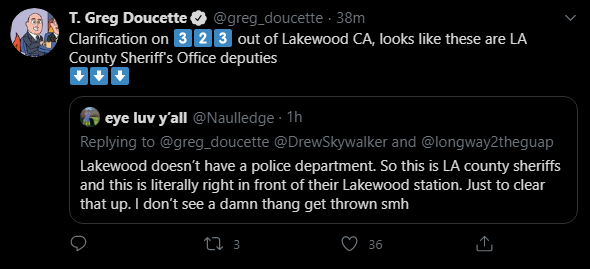 T. Greg Doucette @greg_doucette · 38m
Clarification on 3️⃣ 2️⃣ 3️⃣ out of Lakewood CA, looks like these are LA
County Sheriff's Office deputies
⬇️⬇️⬇️
eye luv y’all @Naulledge · 1h
Replying to @greg_doucette @DrewSkywalker and @longway2theguap
Lakewood doesn’t have a police department. So this is LA county sheriffs
and this is literally right in front of their Lakewood station. Just to clear
that up. I don’t see a damn thang get thrown smh
3 36